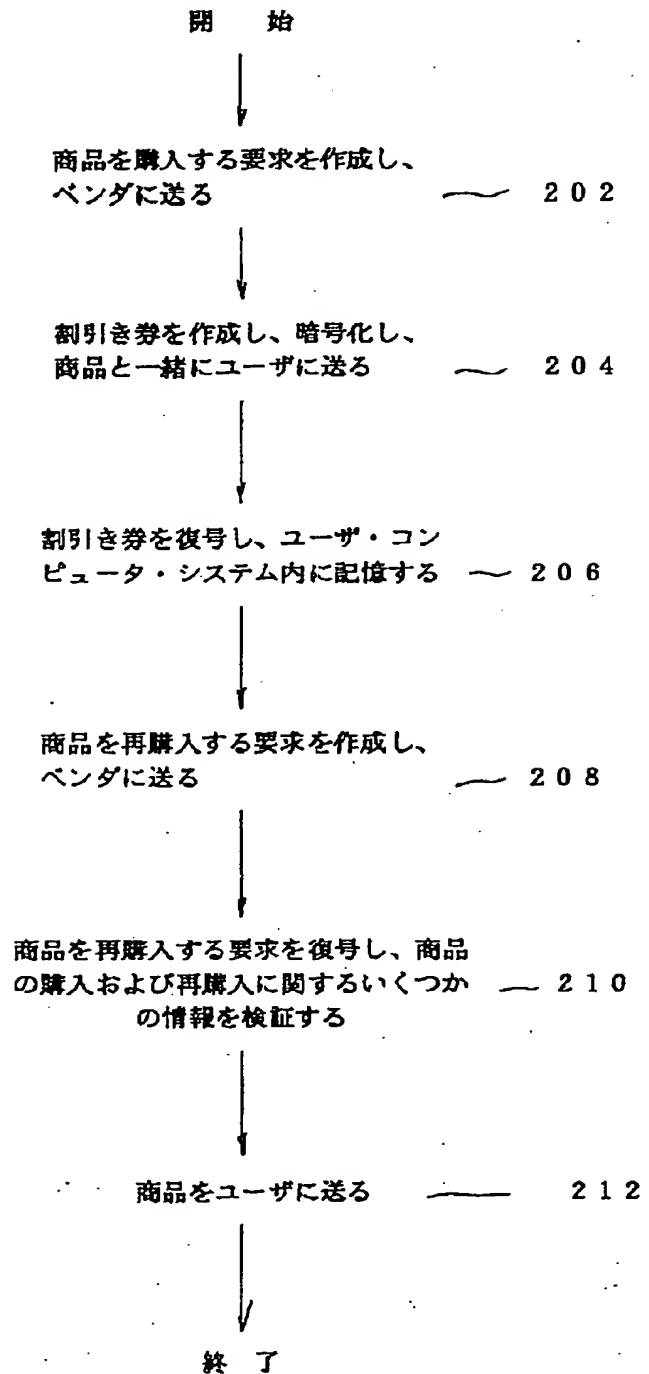 開 始
商品を購入する要求を作成し、
ベンダに送る 202
割引き券を作成し、暗号化し、
商品と一緒にユーザに送る 204
割引き券を復号し、ユーザ・コン
ピュータ・システム内に記憶する 206
商品を再購入する要求を作成し、
ベンダに送る 208
商品を再購入する要求を復号し、商品
の購入および再購入に関するいくつか 210
の情報を検証する
商品をユーザに送る 212
終 了